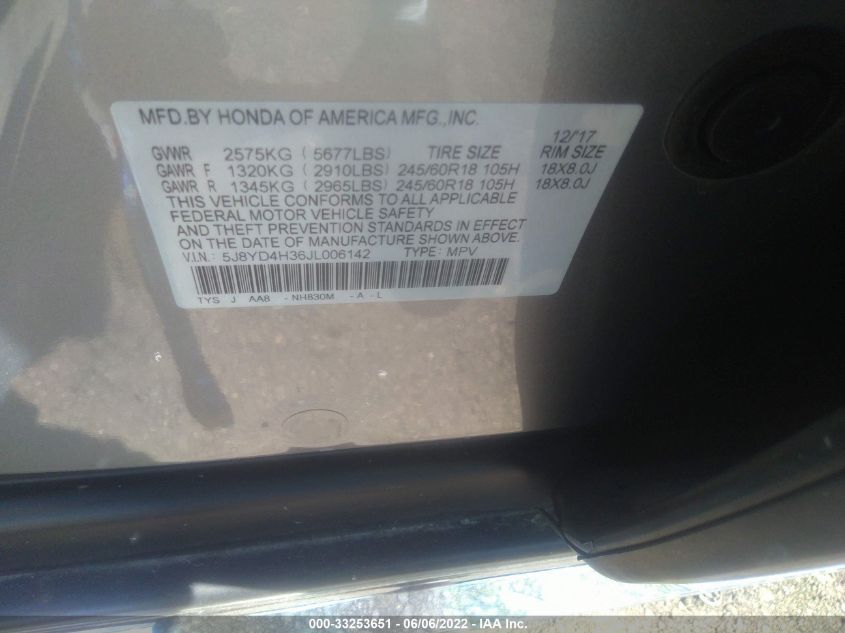 MFD.BY HONDA OF AMERICA MFG.,INC.
12/'17
GVWR 2575KG ( 5677LBS ) TIRE SIZE RIM SIZE
GAWR F 1320KG ( 2910LBS ) 245/60R18 105H 18X8.0J
GAWR R 1345KG ( 2965LBS ) 245/60R18 105H 18X8.0J
THIS VEHICLE CONFORMS TO ALL APPLICABLE
FEDERAL MOTOR VEHICLE SAFETY
AND THEFT PREVENTION STANDARDS IN EFFECT
ON THE DATE OF MANUFACTURE SHOWN ABOVE.
V.I.N.: 5J8YD4H36JL006142 TYPE: MPV
TYS J AA8 - NH830M - A - L
000-33253651 - 06/06/2022 - IAA Inc.